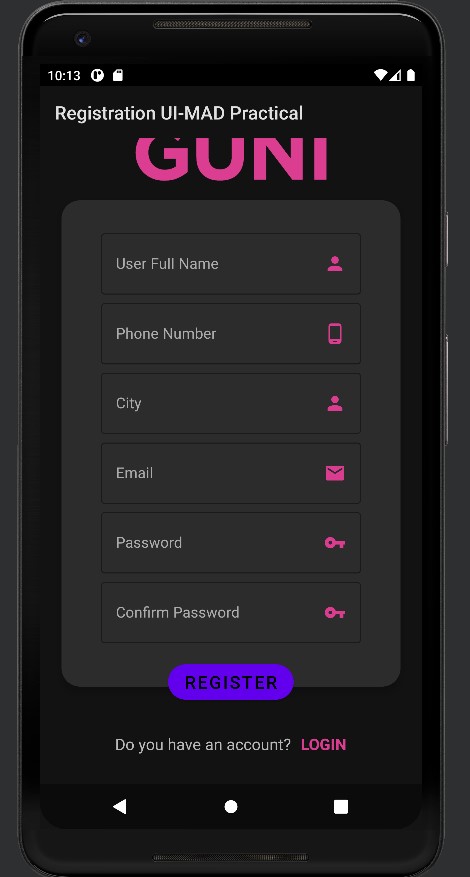 10:13
Registration UI-MAD Practical
GUNI
User Full Name
Phone Number
City
Email
Password
Confirm Password
REGISTER
Do you have an account? LOGIN